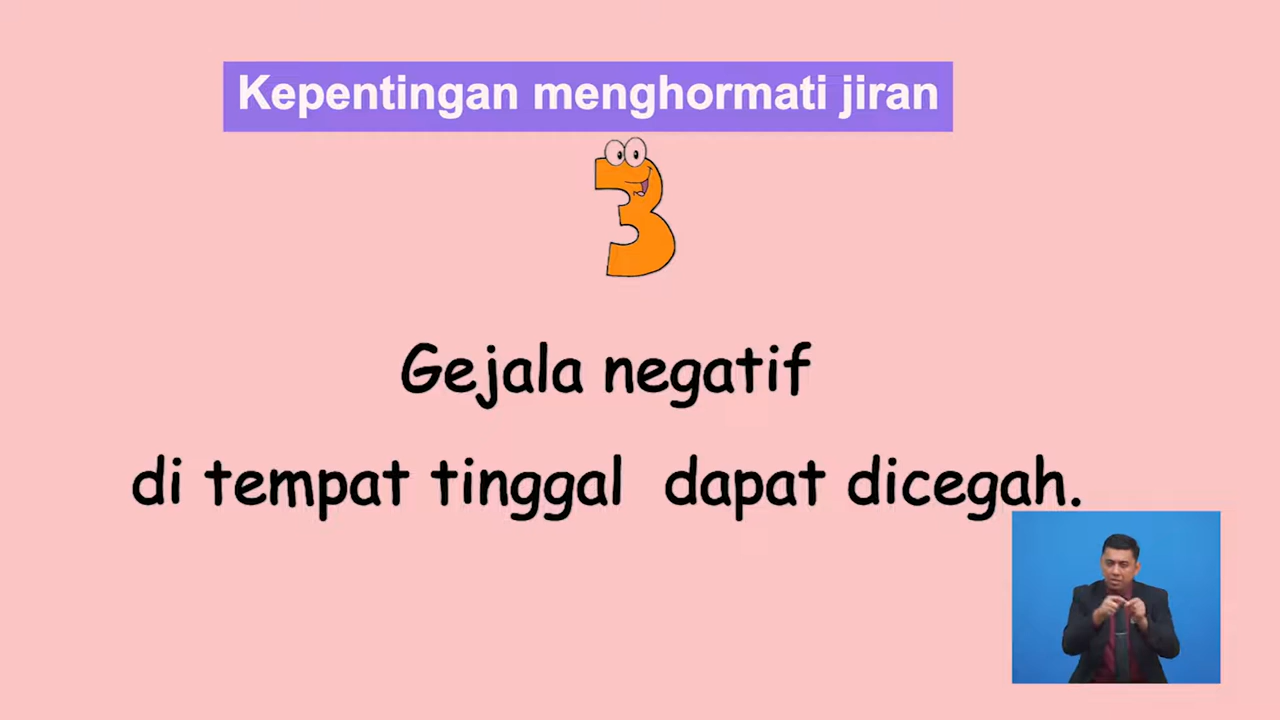 Kepentingan menghormati jiran
3
Gejala negatif
di tempat tinggal dapat dicegah.